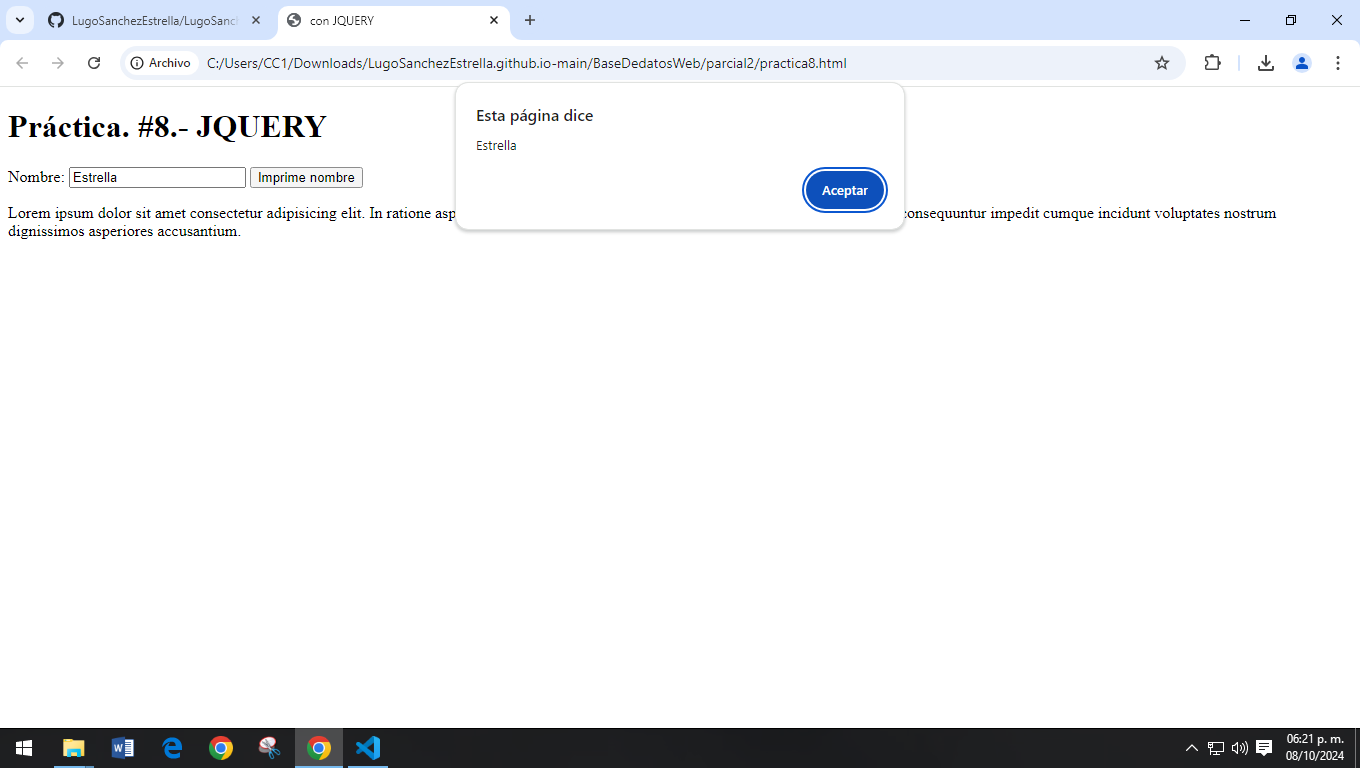 LugoSanchezEstrella/LugoSanc
con JQUERY
Archivo
C:/Users/CC1/Downloads/LugoSanchezEstrella.github.io-main/BaseDedatosWeb/parcial2/practica8.html
Esta página dice
Estrella
Aceptar
Práctica. #8.- JQUERY
Nombre: Estrella Imprime nombre
Lorem ipsum dolor sit amet consectetur adipisicing elit. In ratione asp consequuntur impedit cumque incidunt voluptates nostrum
dignissimos asperiores accusantium.
06:21 p. m.
08/10/2024